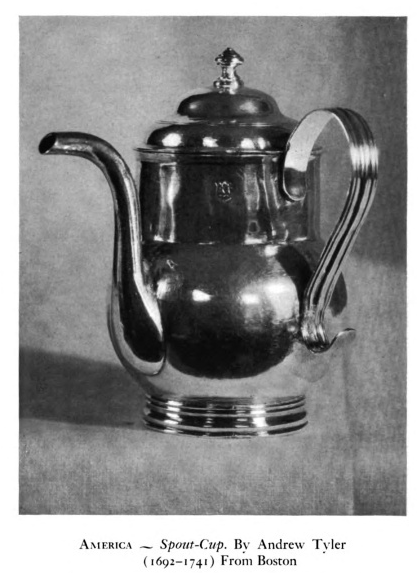 AMERICA ~ Spout-Cup. By Andrew Tyler
(1692–1741) From Boston